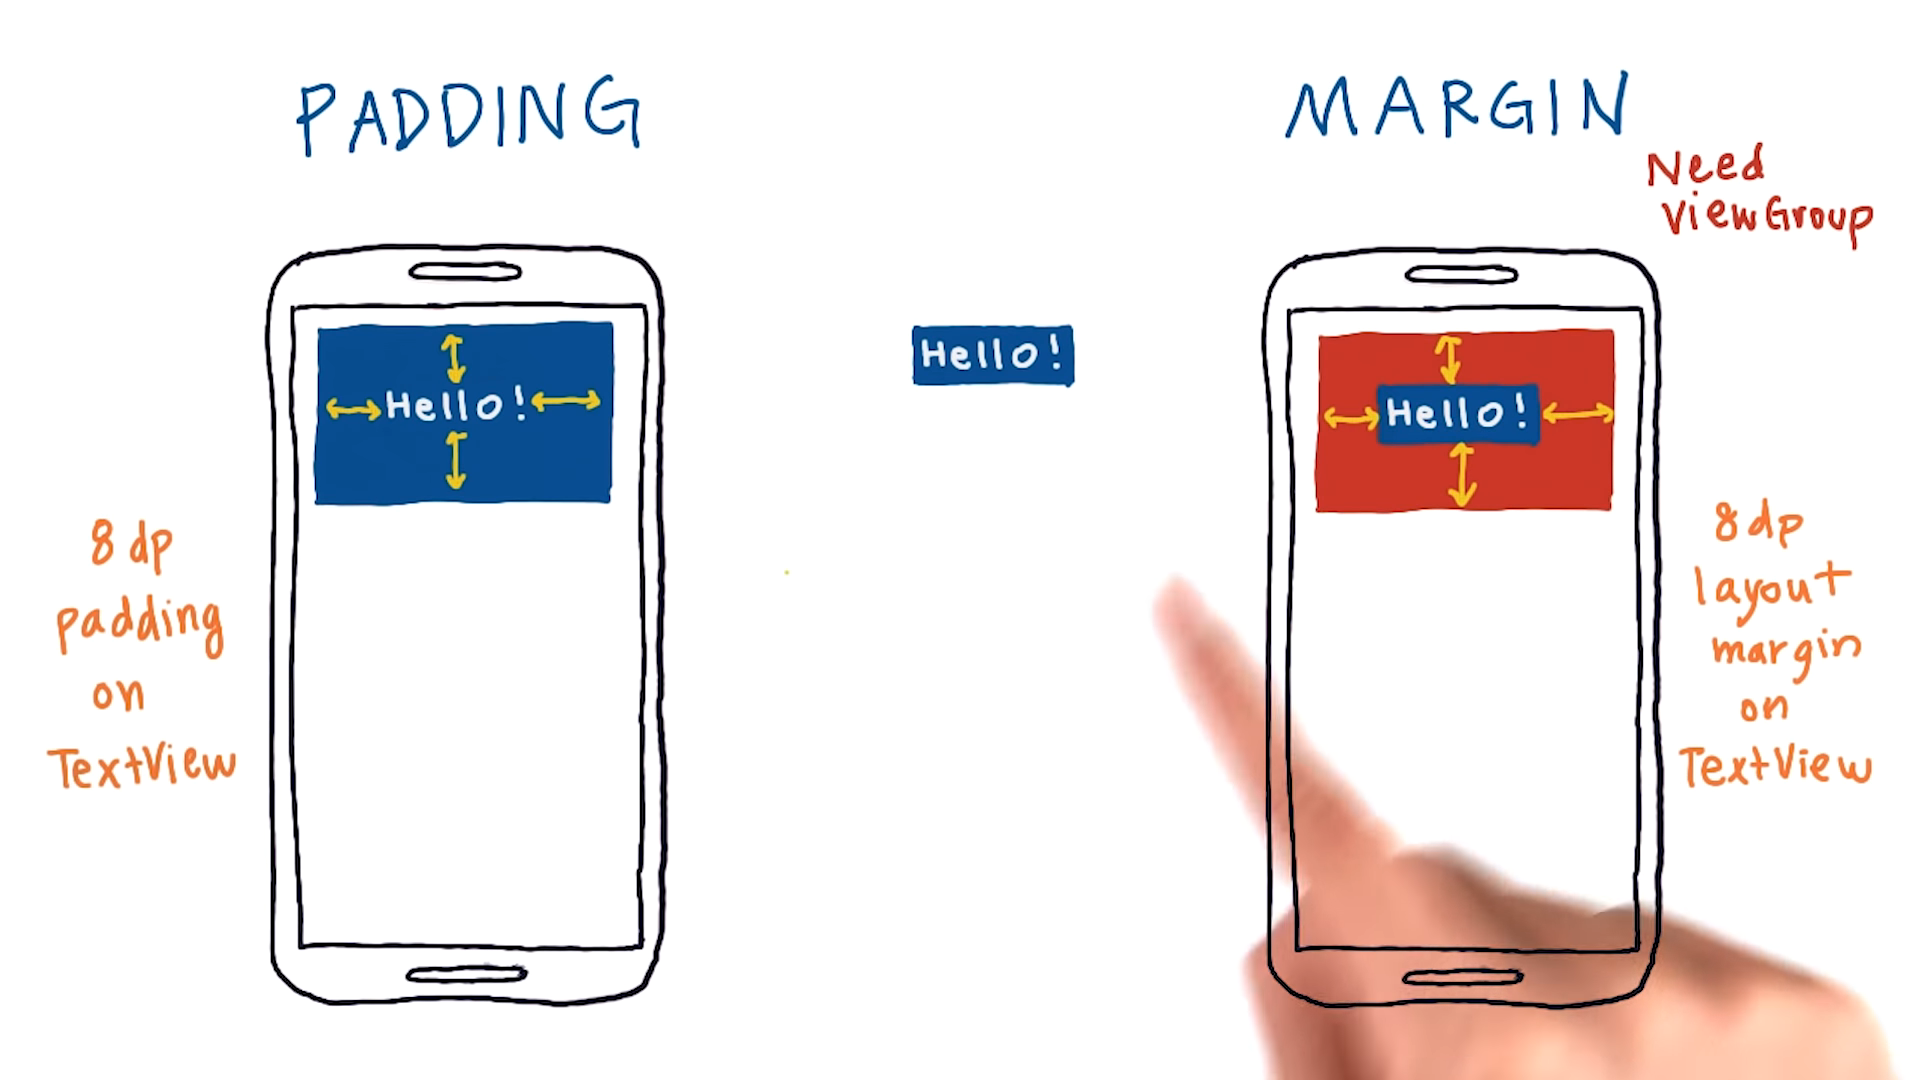 PADDING
MARGIN
Need
ViewGroup
Hello!
Hello!
Hello!
8 dp
padding
on
TextView
8 dp
layout
margin
on
TextView